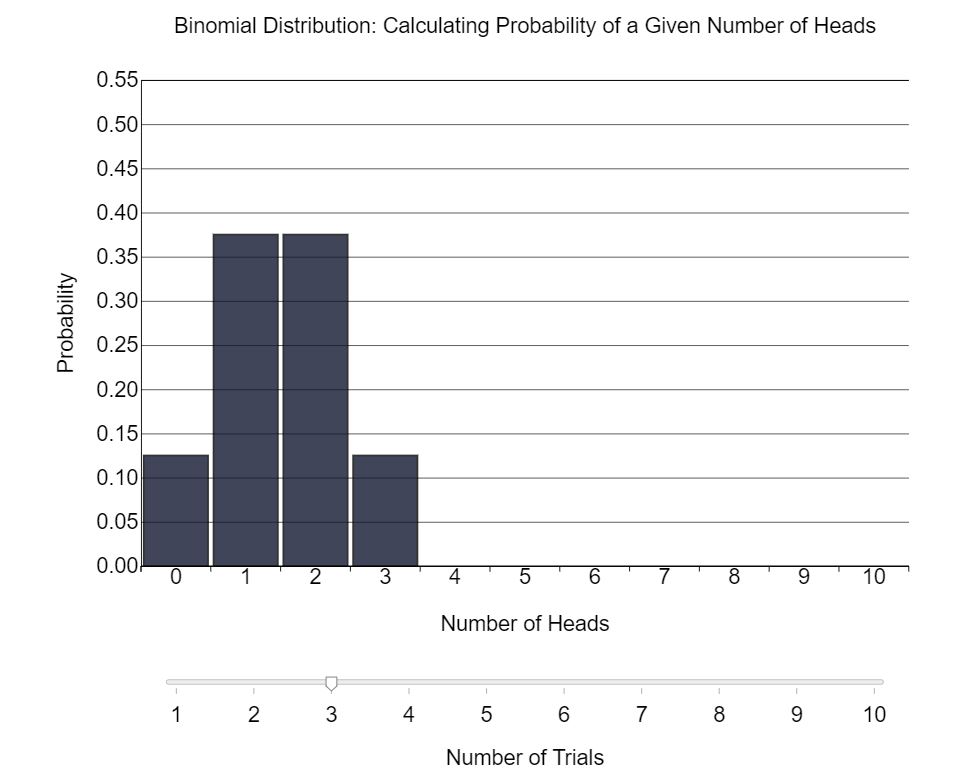 Binomial Distribution: Calculating Probability of a Given Number of Heads
0.55
0.50
0.45
0.40
0.35
0.30
0.25
0.20
0.15
0.10
0.05
0.00
Probability
0 1 2 3 4 5 6 7 8 9 10
Number of Heads
1 2 3 4 5 6 7 8 9 10
Number of Trials